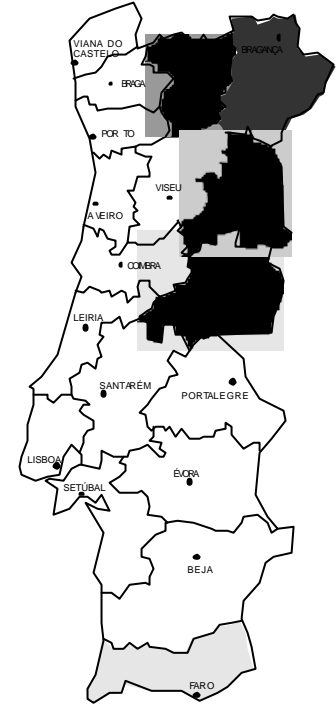 VIANA DO
CASTELO
BRAGANÇA
BRAGA
POR TO
VISEU
A VEIRO
COIMBRA
LEIRIA
SANTARÉM
PORTALEGRE
LISBOA
ÉVORA
SETÚBAL
BEJA
FARO